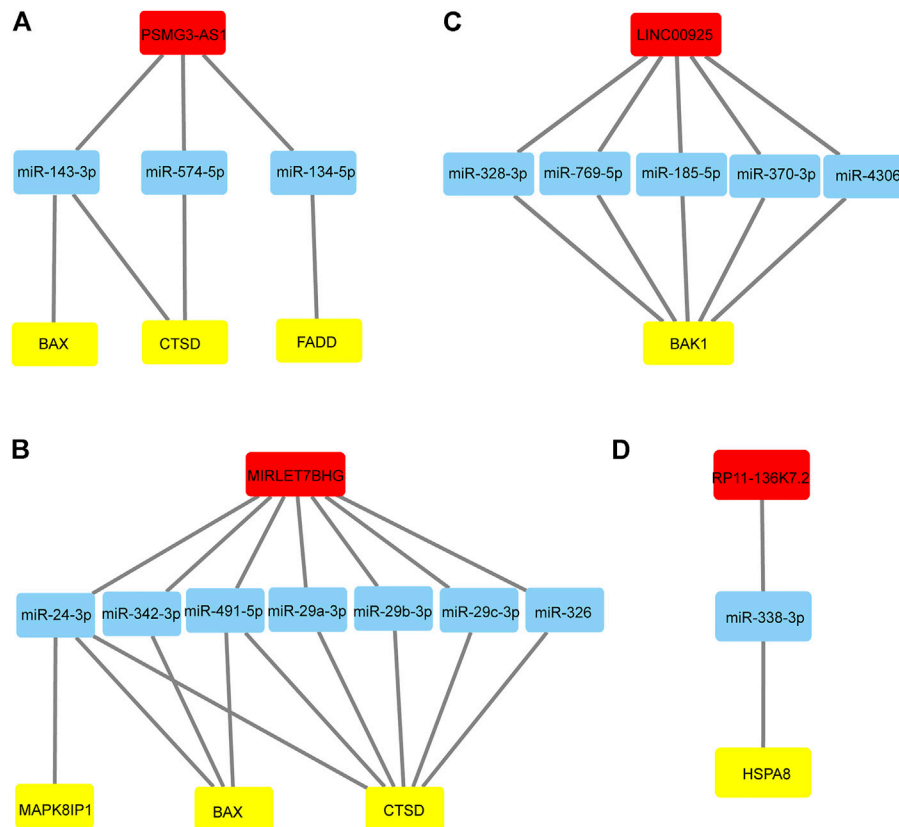 A
PSMG3-AS1
miR-143-3p
miR-574-5p
miR-134-5p
BAX
CTSD
FADD
C
LINC00925
miR-328-3p
miR-769-5p
miR-185-5p
miR-370-3p
miR-4306
BAK1
B
MIRLET7BHG
miR-24-3p
miR-342-3p
miR-491-5p
miR-29a-3p
miR-29b-3p
miR-29c-3p
miR-326
MAPK8IP1
BAX
CTSD
D
RP11-136K7.2
miR-338-3p
HSPA8